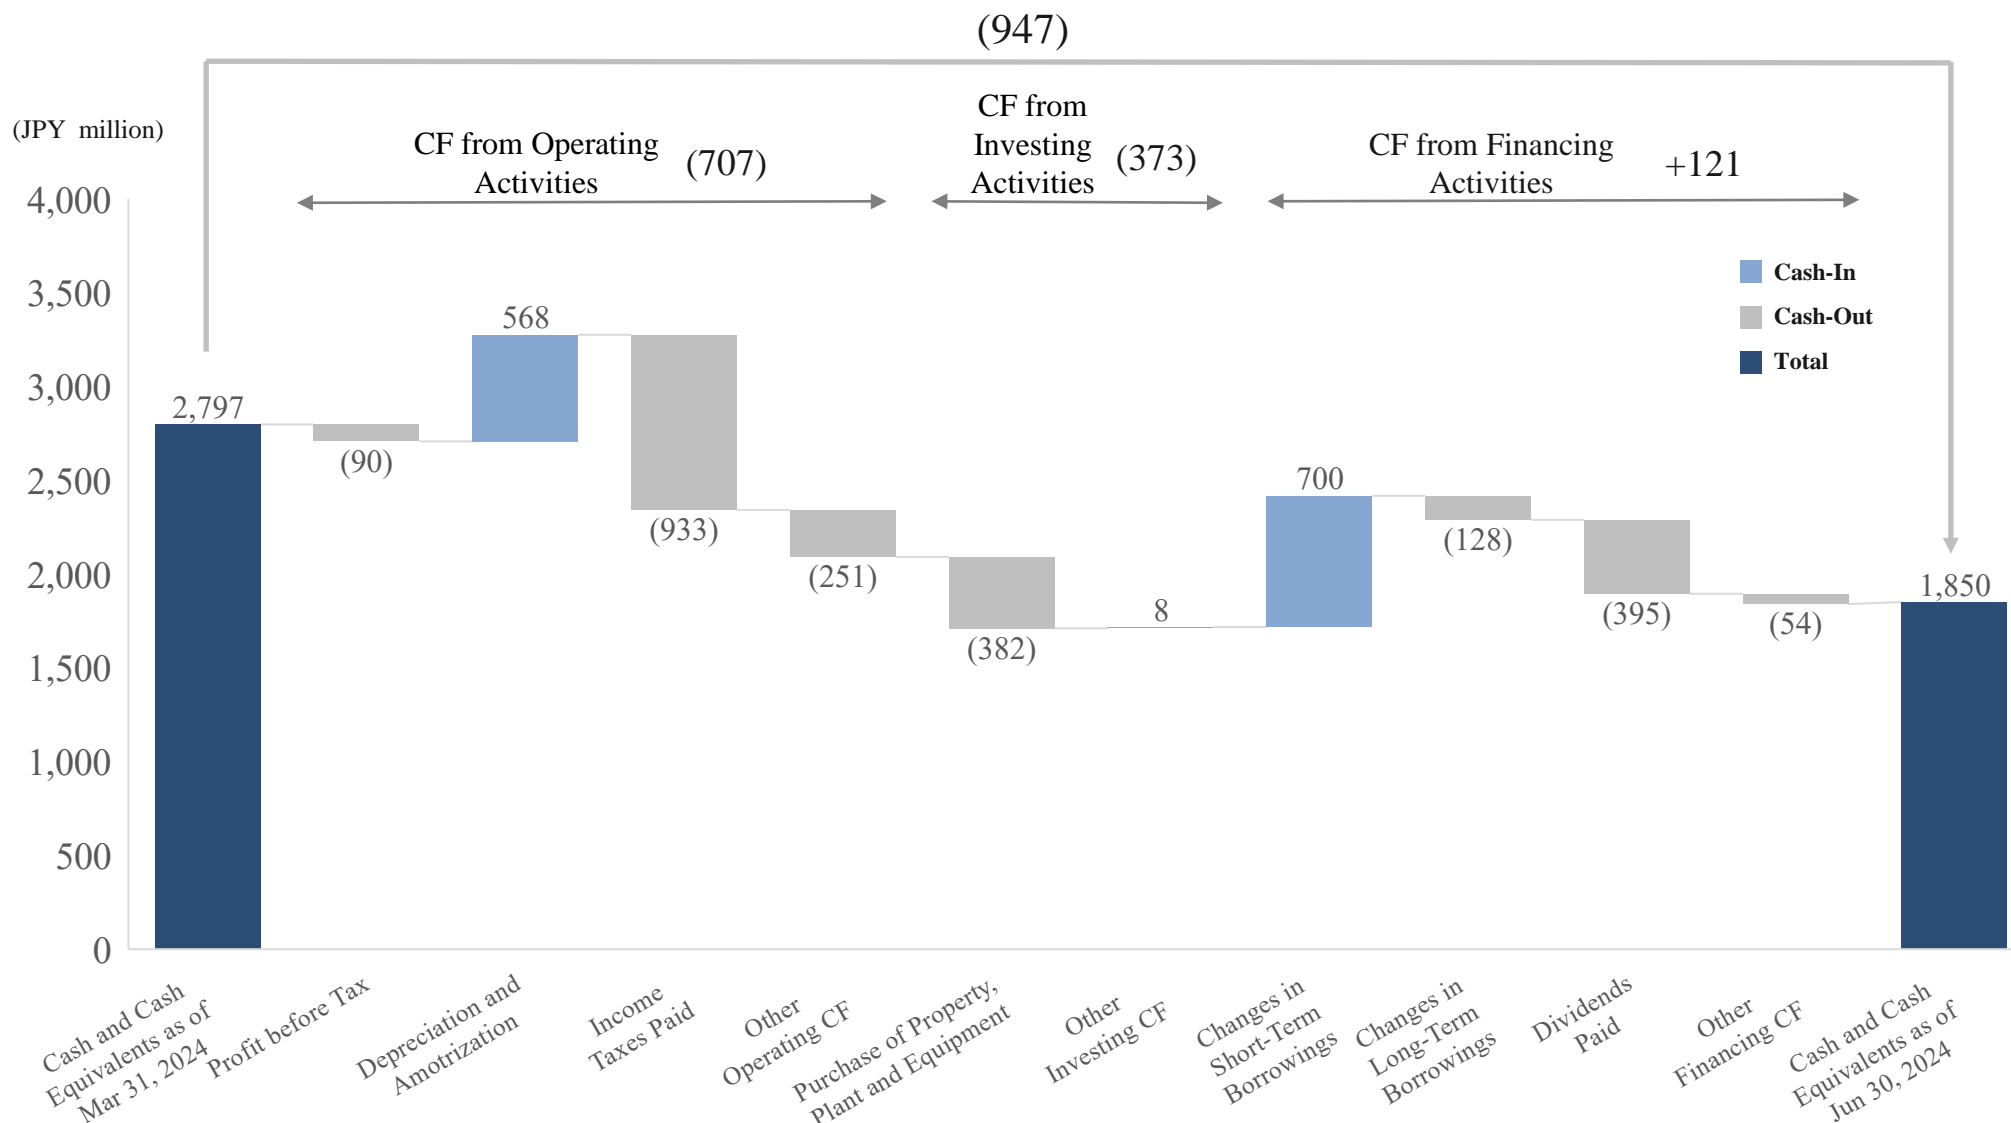 (947)
(JPY million)
CF from Operating
Activities
(707)
CF from
Investing
Activities
(373)
CF from Financing
Activities
+121
Cash-In
Cash-Out
Total
4,000
3,500
3,000
2,500
2,000
1,500
1,000
500
0
2,797
(90)
568
(933)
(251)
(382)
8
700
(128)
(395)
(54)
1,850
Cash and Cash
Equivalents as of
Mar 31, 2024
Profit before Tax
Depreciation and
Amotrization
Income
Taxes Paid
Other
Operating CF
Purchase of Property,
Plant and Equipment
Other
Investing CF
Changes in
Short-Term
Borrowings
Changes in
Long-Term
Borrowings
Dividends
Paid
Other
Financing CF
Cash and Cash
Equivalents as of
Jun 30, 2024